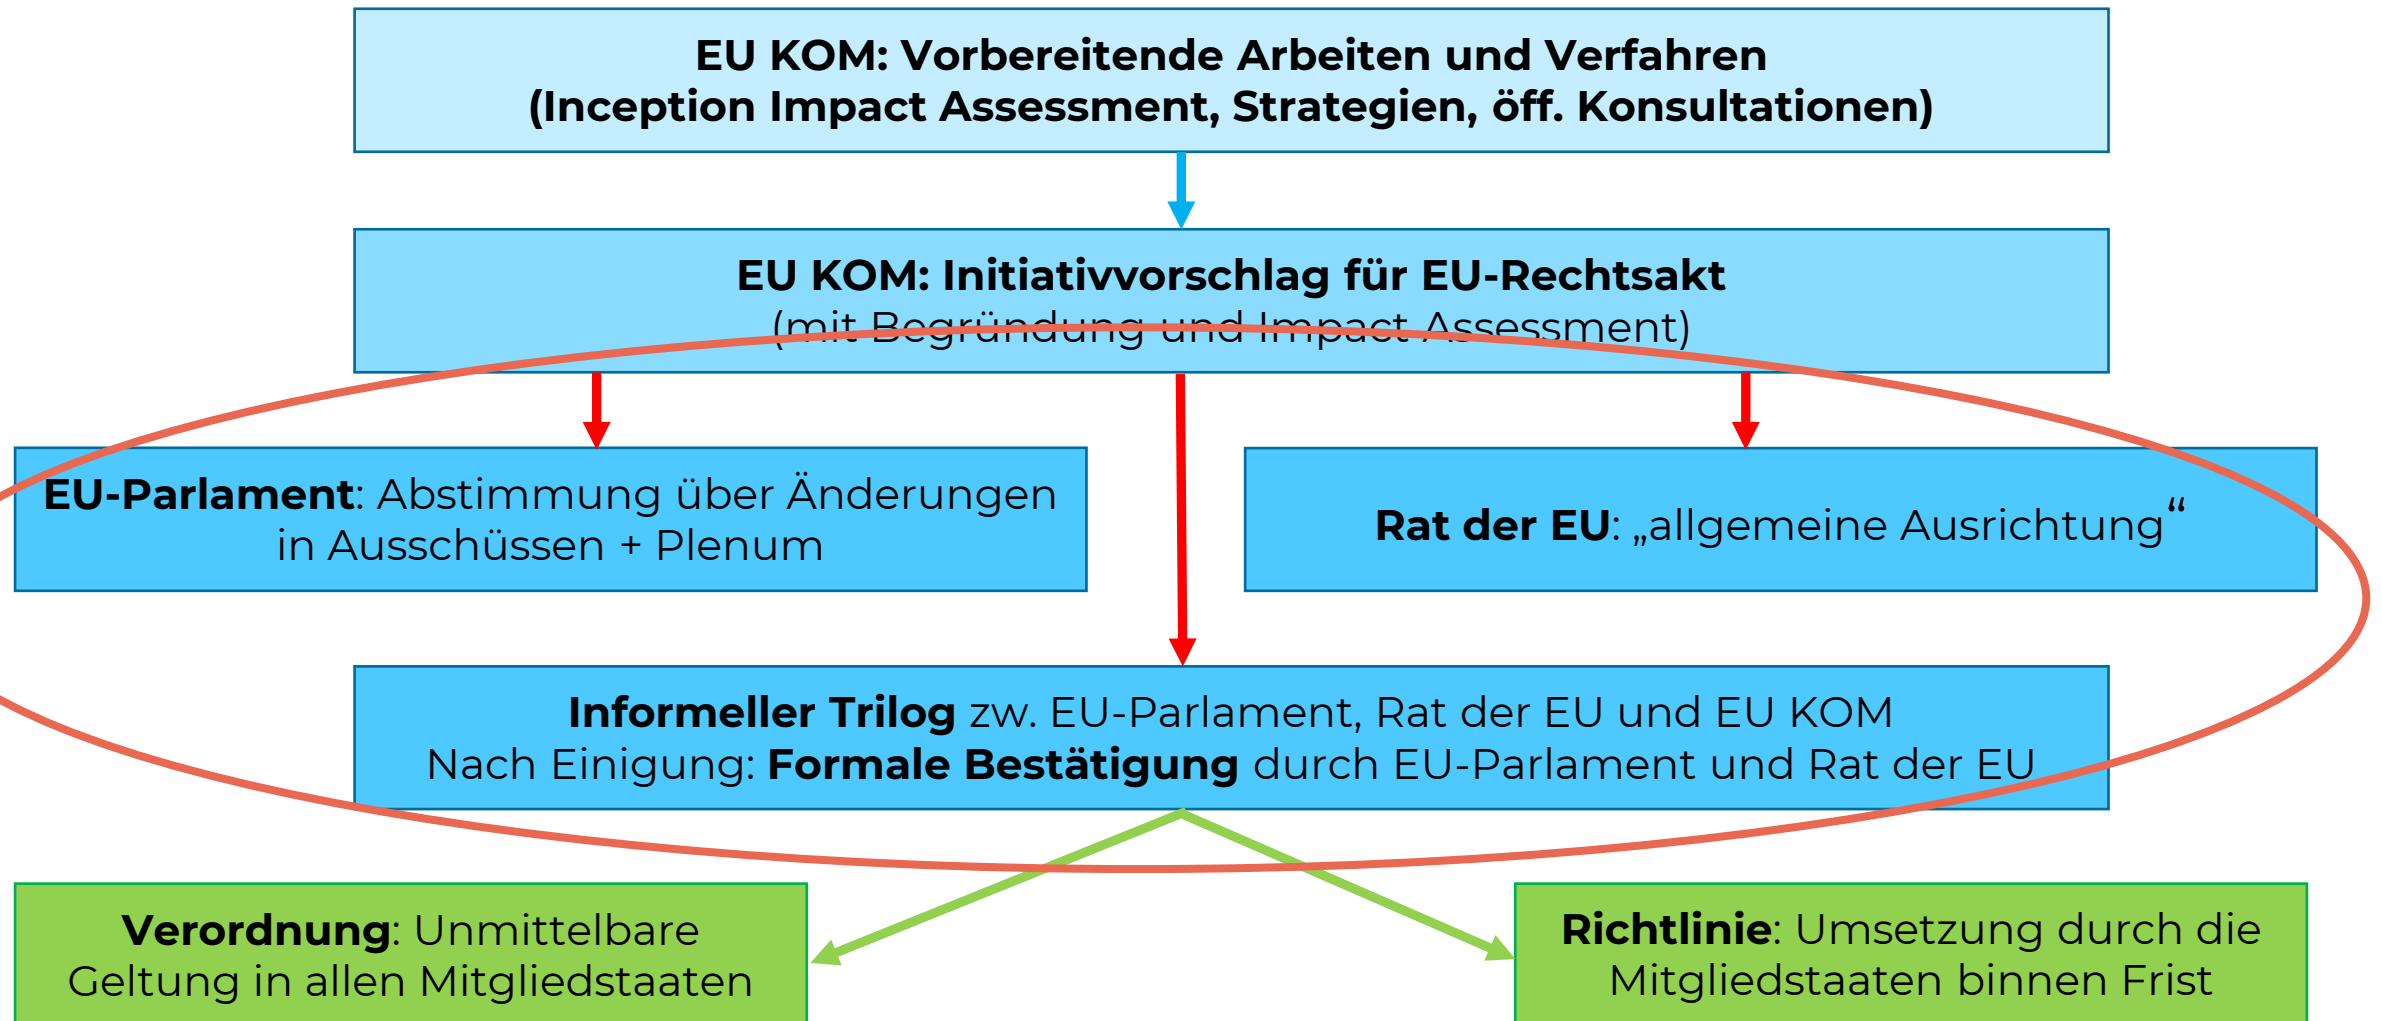 EU KOM: Vorbereitende Arbeiten und Verfahren
(Inception Impact Assessment, Strategien, öff. Konsultationen)
EU KOM: Initiativvorschlag für EU-Rechtsakt
(mit Begründung und Impact Assessment)
EU-Parlament: Abstimmung über Änderungen
in Ausschüssen + Plenum
Rat der EU: „allgemeine Ausrichtung“
Informeller Trilog zw. EU-Parlament, Rat der EU und EU KOM
Nach Einigung: Formale Bestätigung durch EU-Parlament und Rat der EU
Verordnung: Unmittelbare
Geltung in allen Mitgliedstaaten
Richtlinie: Umsetzung durch die
Mitgliedstaaten binnen Frist